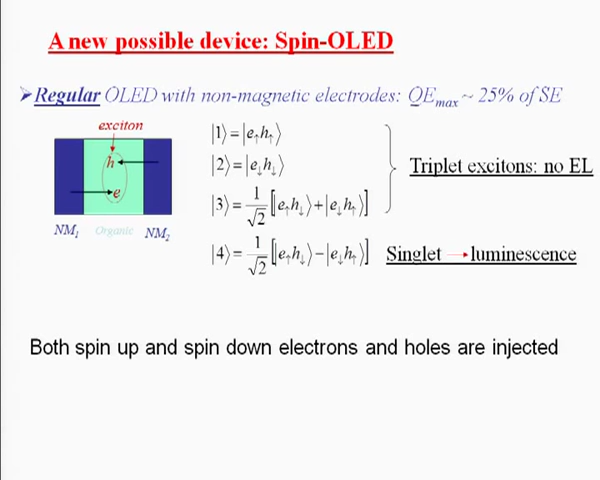 A new possible device: Spin-OLED
➤Regular OLED with non-magnetic electrodes: QEmax ~ 25% of SE
exciton
h
e
NM1 Organic NM2
|1⟩=|e↑h↑⟩
|2⟩=|e↓h↓⟩
|3⟩=1/√2[|e↑h↓⟩+|e↓h↑⟩]
Triplet excitons: no EL
|4⟩=1/√2[|e↑h↓⟩−|e↓h↑⟩] Singlet → luminescence
Both spin up and spin down electrons and holes are injected